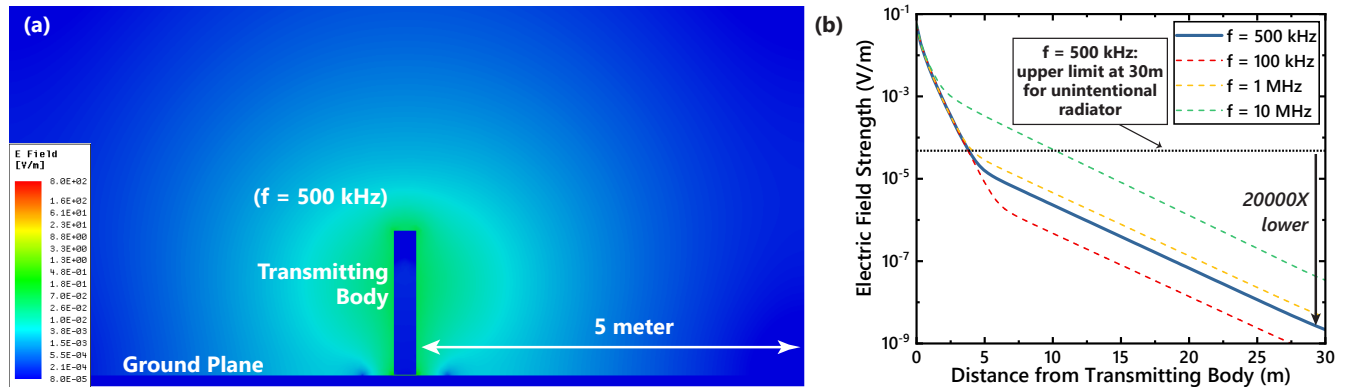 (a)
(f = 500 kHz)
Transmitting
Body
5 meter
Ground Plane
E Field
[V/m]
8.0E+02
1.6E+02
6.1E+01
2.3E+01
8.9E+00
3.3E+00
1.3E+00
4.8E-01
1.8E-01
7.0E-02
2.6E-02
1.0E-02
3.8E-03
1.5E-03
5.5E-04
2.1E-04
8.0E-05
(b)
Electric Field Strength (V/m)
10-1
10-3
10-5
10-7
10-9
f = 500 kHz:
upper limit at 30m
for unintentional
radiator
f = 500 kHz
f = 100 kHz
f = 1 MHz
f = 10 MHz
20000X
lower
0 5 10 15 20 25 30
Distance from Transmitting Body (m)